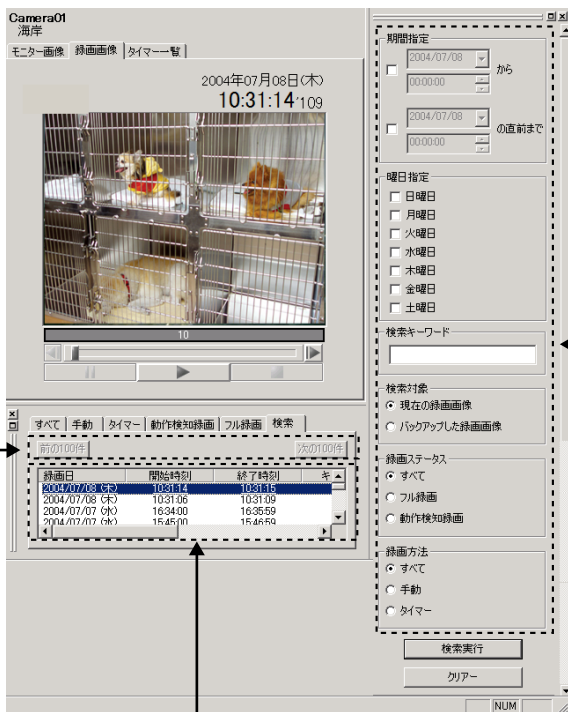 Camera01
海岸
モニター画像 録画画像 タイマー一覧
2004年07月08日(木)
10:31:14'109
10
すべて 手動 タイマー 動作検知録画 フル録画 検索
前の100件 次の100件
録画日 開始時刻 終了時刻 キ
2004/07/08 (木) 10:31:14 10:31:15
2004/07/08 (木) 10:31:06 10:31:09
2004/07/07 (水) 16:34:00 16:35:59
2004/07/07 (水) 15:45:00 15:46:59
期間指定
2004/07/08 から
00:00:00
2004/07/08 の直前まで
00:00:00
曜日指定
日曜日
月曜日
火曜日
水曜日
木曜日
金曜日
土曜日
検索キーワード
検索対象
現在の録画画像
バックアップした録画画像
録画ステータス
すべて
フル録画
動作検知録画
録画方法
すべて
手動
タイマー
検索実行
クリアー
NUM